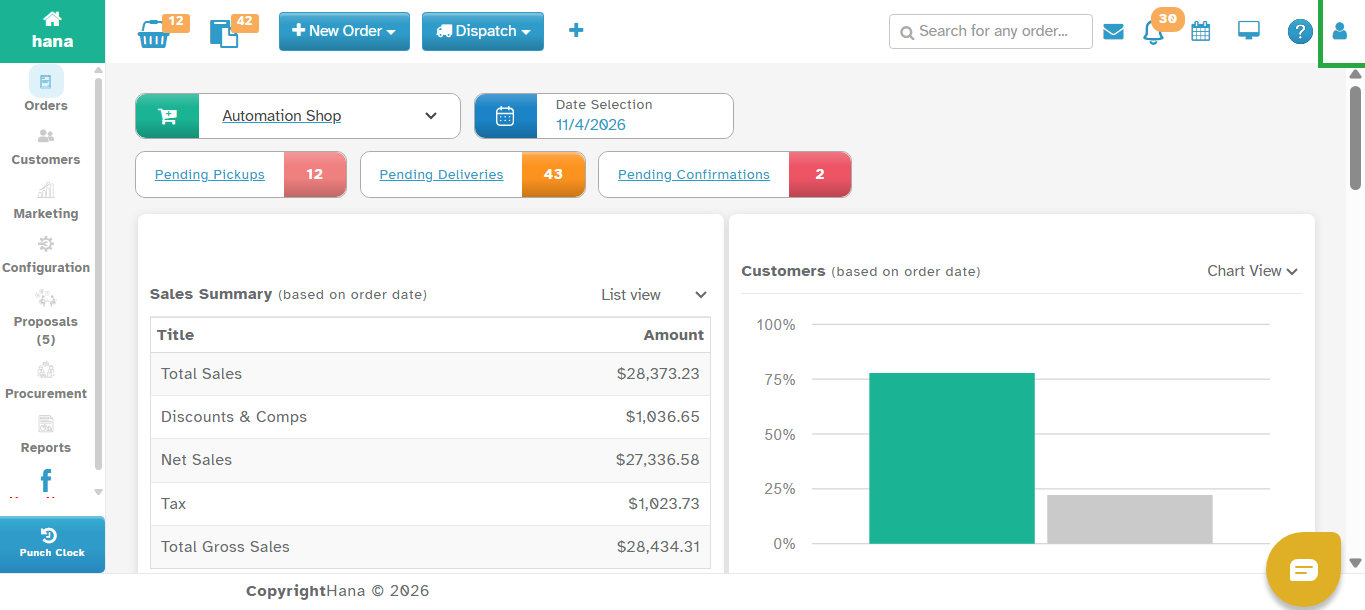 hana
12
42
New Order
Dispatch
Search for any order...
30
?
Orders
Customers
Marketing
Configuration
Proposals
(5)
Procurement
Reports
Punch Clock
Automation Shop
Date Selection
11/4/2026
Pending Pickups 12
Pending Deliveries 43
Pending Confirmations 2
Sales Summary (based on order date)
List view
Title Amount
Total Sales $28,373.23
Discounts & Comps $1,036.65
Net Sales $27,336.58
Tax $1,023.73
Total Gross Sales $28,434.31
Customers (based on order date)
Chart View
100%
75%
50%
25%
0%
CopyrightHana © 2026